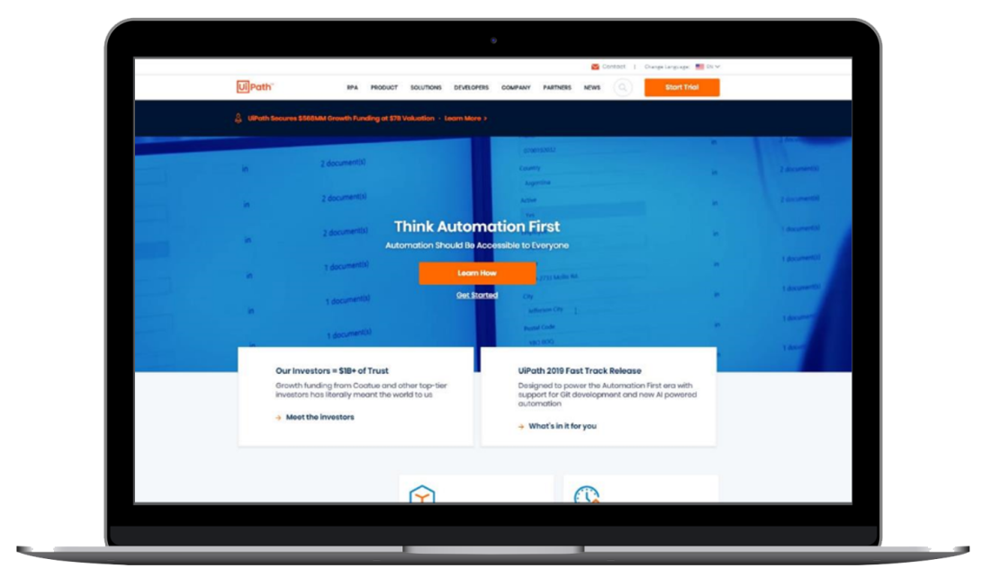 Contact | Change Language: EN
UiPath
RPA PRODUCT SOLUTIONS DEVELOPERS COMPANY PARTNERS NEWS Start Trial
UiPath Secures $568MM Growth Funding at $7B Valuation · Learn More >
2 document(s)
in
Country
in
2 document(s)
Argentina
2 document(s)
Active
in
in
2 document(s)
Think Automation First
2 document(s)
1 document(s)
in
in
Automation Should Be Accessible to Everyone
1 document(s)
in
1 document(s)
in
Learn How
Get Started
1 document(s)
City
in
1 document(s)
in
Jefferson City
1 document(s)
Postal Code
in
1 document(s)
Our Investors = $1B+ of Trust
Growth funding from Coatue and other top-tier
investors has literally meant the world to us
→ Meet the investors
UiPath 2019 Fast Track Release
Designed to power the Automation First era with
support for Git development and new AI powered
automation
→ What's in it for you